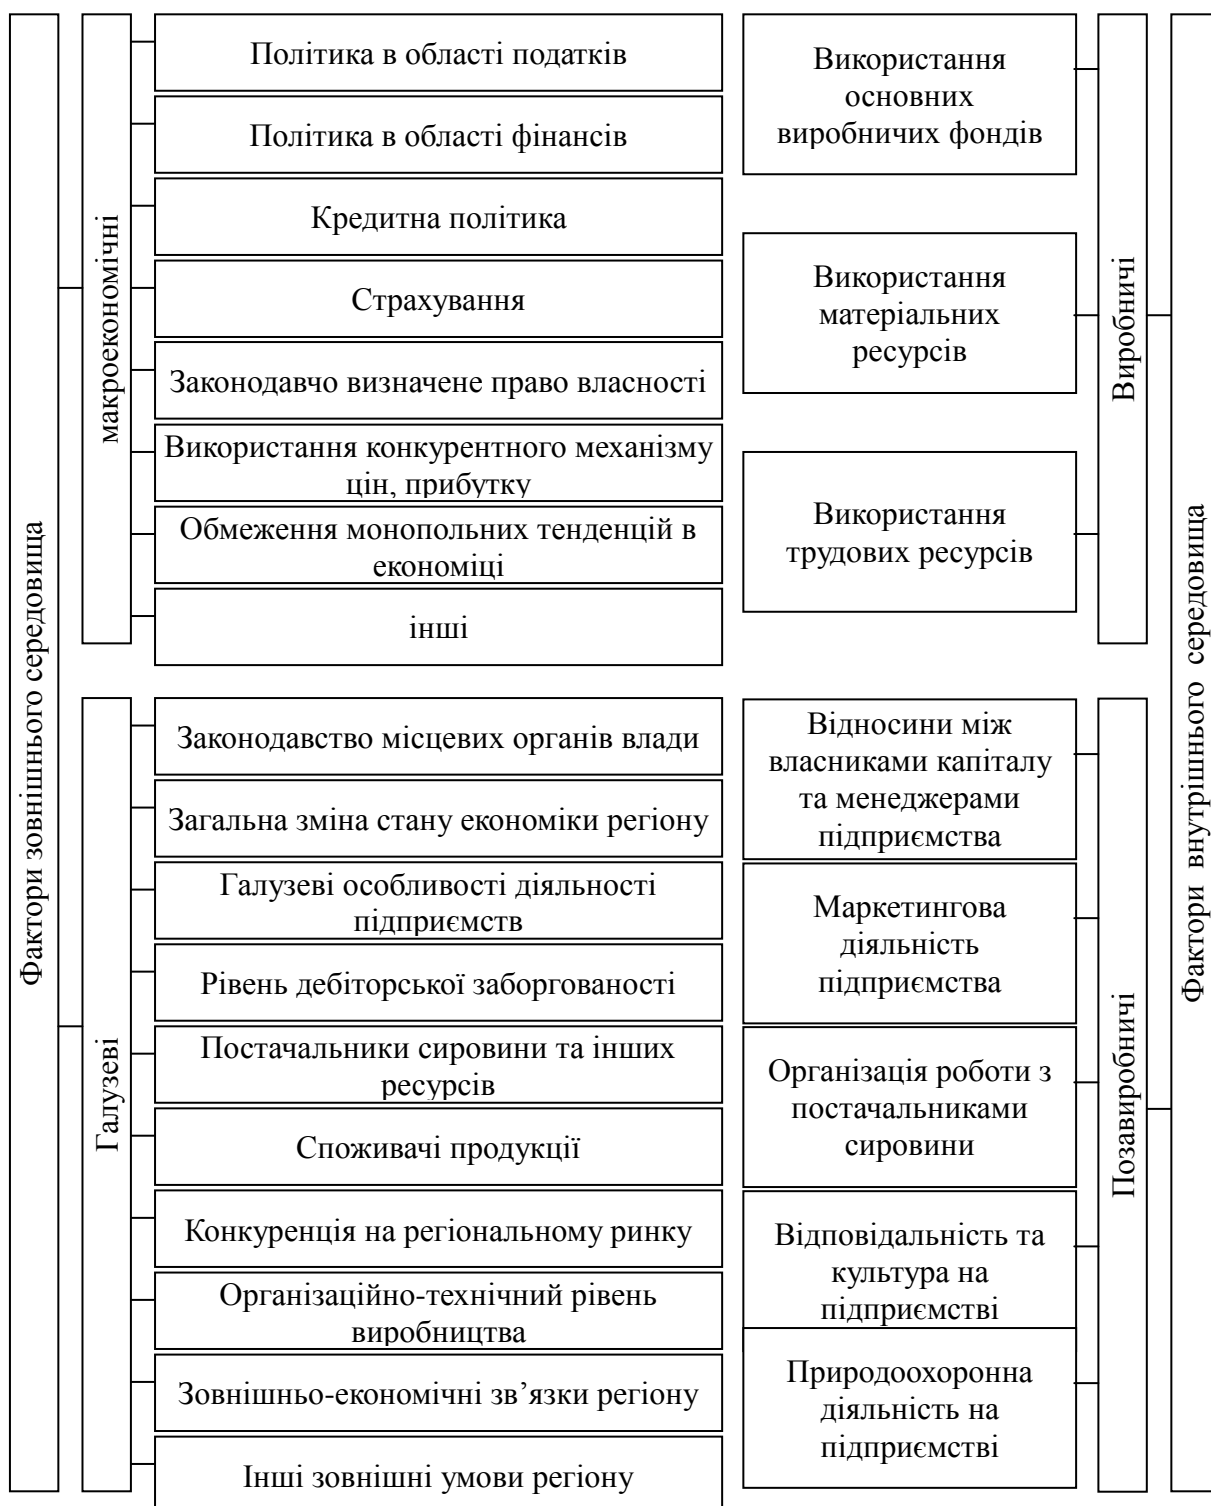 Фактори зовнішнього середовища
макроекономічні
Політика в області податків
Політика в області фінансів
Кредитна політика
Страхування
Законодавчо визначене право власності
Використання конкурентного механізму
цін, прибутку
Обмеження монопольних тенденцій в
економіці
інші
Галузеві
Законодавство місцевих органів влади
Загальна зміна стану економіки регіону
Галузеві особливості діяльності
підприємств
Рівень дебіторської заборгованості
Постачальники сировини та інших
ресурсів
Споживачі продукції
Конкуренція на регіональному ринку
Організаційно-технічний рівень
виробництва
Зовнішньо-економічні зв’язки регіону
Інші зовнішні умови регіону
Використання
основних
виробничих фондів
Використання
матеріальних
ресурсів
Використання
трудових ресурсів
Виробничі
Відносини між
власниками капіталу
та менеджерами
підприємства
Маркетингова
діяльність
підприємства
Організація роботи з
постачальниками
сировини
Відповідальність та
культура на
підприємстві
Природоохоронна
діяльність на
підприємстві
Позавиробничі
Фактори внутрішнього середовища